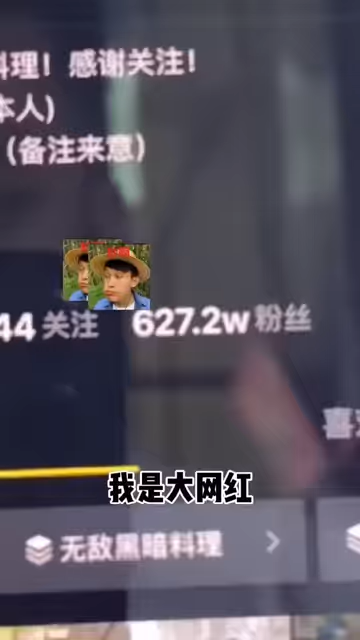 料理！感谢关注！
本人)
（备注来意）
44 关注 627.2w 粉丝
喜
我是大网红
无敌黑暗料理